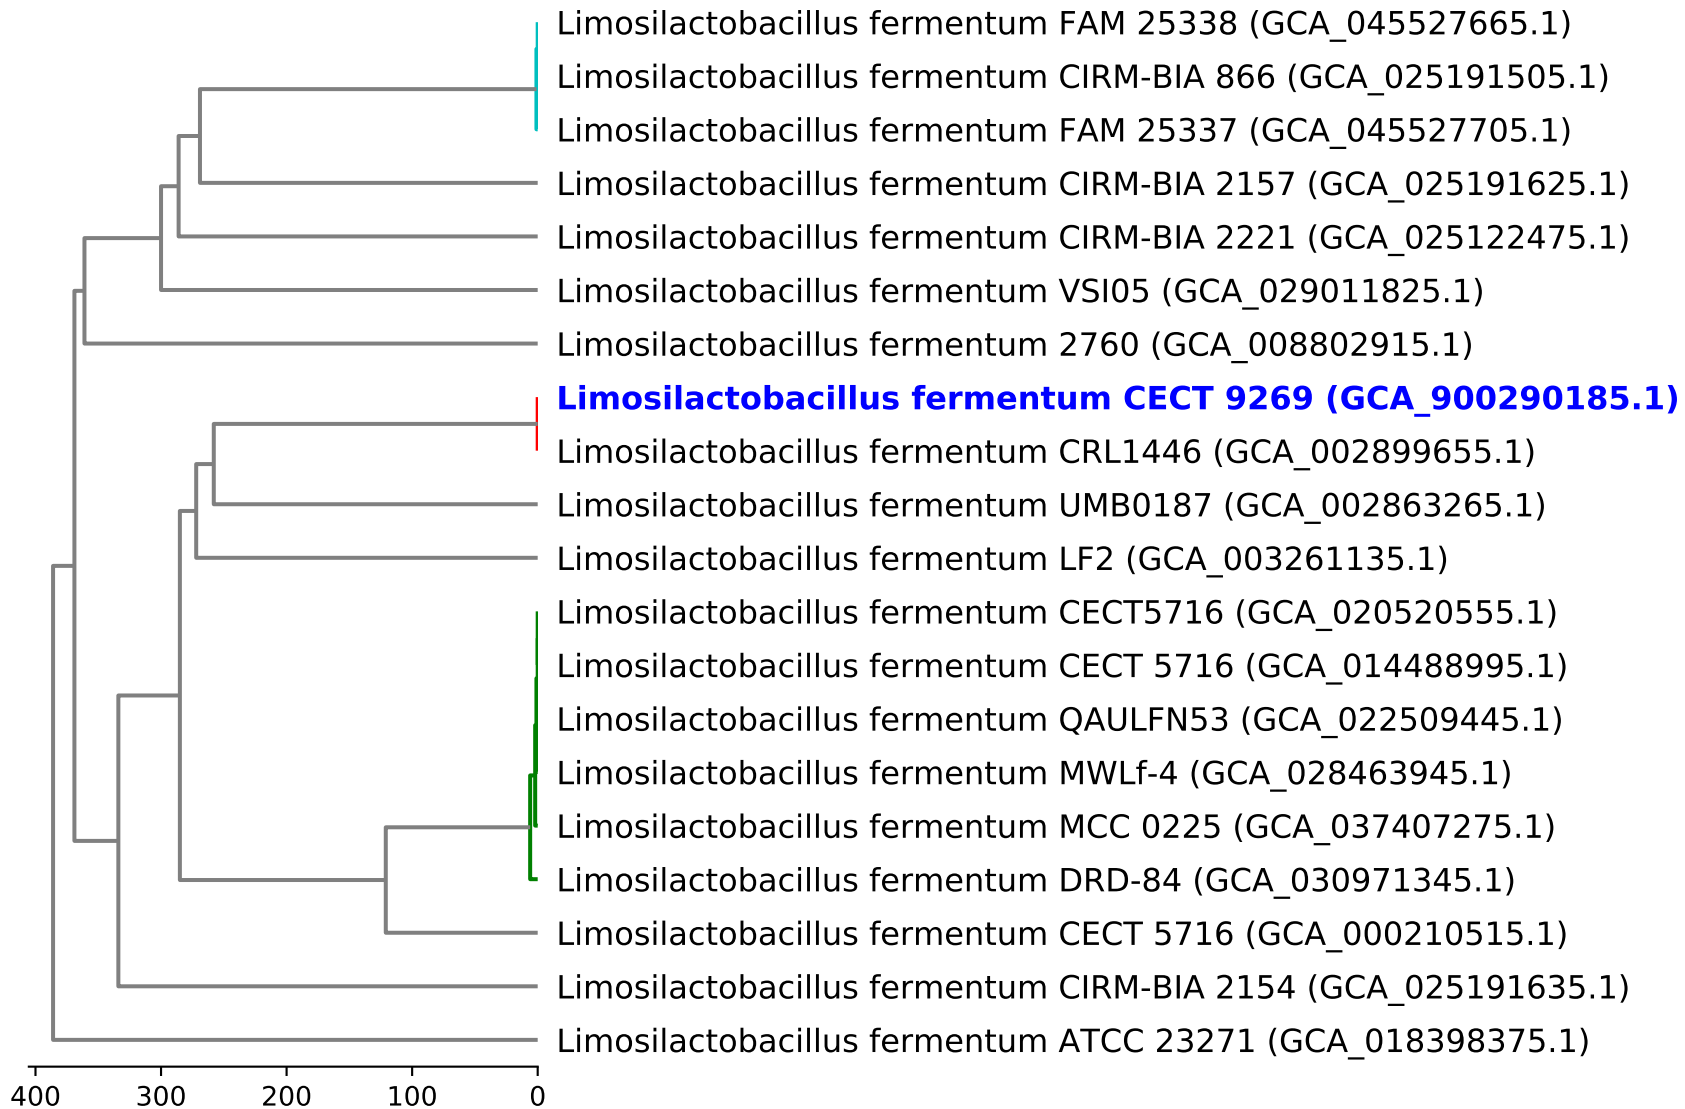 Limosilactobacillus fermentum FAM 25338 (GCA_045527665.1)
Limosilactobacillus fermentum CIRM-BIA 866 (GCA_025191505.1)
Limosilactobacillus fermentum FAM 25337 (GCA_045527705.1)
Limosilactobacillus fermentum CIRM-BIA 2157 (GCA_025191625.1)
Limosilactobacillus fermentum CIRM-BIA 2221 (GCA_025122475.1)
Limosilactobacillus fermentum VSI05 (GCA_029011825.1)
Limosilactobacillus fermentum 2760 (GCA_008802915.1)
Limosilactobacillus fermentum CECT 9269 (GCA_900290185.1)
Limosilactobacillus fermentum CRL1446 (GCA_002899655.1)
Limosilactobacillus fermentum UMB0187 (GCA_002863265.1)
Limosilactobacillus fermentum LF2 (GCA_003261135.1)
Limosilactobacillus fermentum CECT5716 (GCA_020520555.1)
Limosilactobacillus fermentum CECT 5716 (GCA_014488995.1)
Limosilactobacillus fermentum QAULFN53 (GCA_022509445.1)
Limosilactobacillus fermentum MWLf-4 (GCA_028463945.1)
Limosilactobacillus fermentum MCC 0225 (GCA_037407275.1)
Limosilactobacillus fermentum DRD-84 (GCA_030971345.1)
Limosilactobacillus fermentum CECT 5716 (GCA_000210515.1)
Limosilactobacillus fermentum CIRM-BIA 2154 (GCA_025191635.1)
Limosilactobacillus fermentum ATCC 23271 (GCA_018398375.1)
400 300 200 100 0